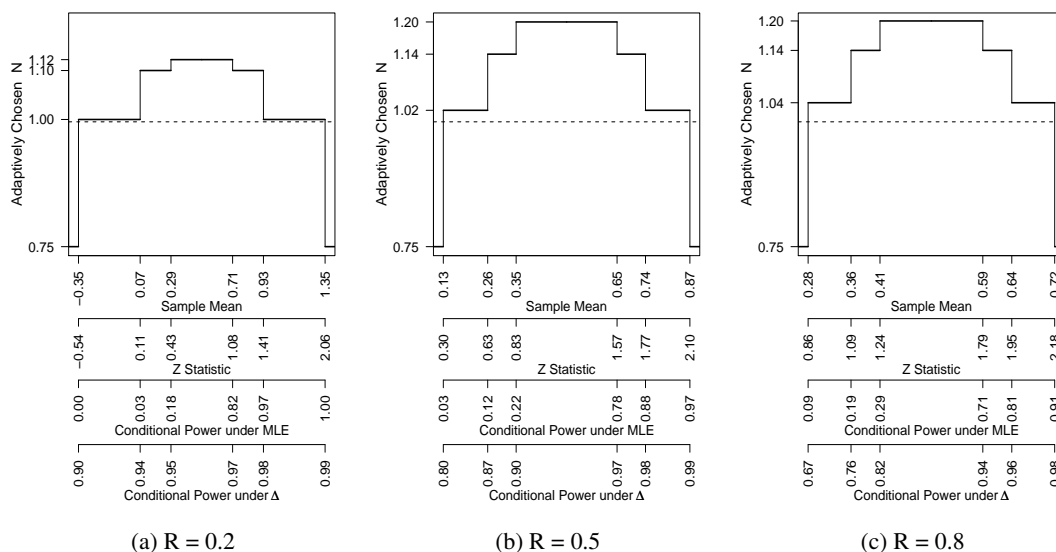 Adaptively Chosen N
1.12
1.10
1.00
0.75
−0.35 0.07 0.29 0.71 0.93 1.35
Sample Mean
−0.54 0.11 0.43 1.08 1.41 2.06
Z Statistic
0.00 0.03 0.18 0.82 0.97 1.00
Conditional Power under MLE
0.90 0.94 0.95 0.97 0.98 0.99
Conditional Power under Δ
(a) R = 0.2
Adaptively Chosen N
1.20
1.14
1.02
0.75
0.13 0.26 0.35 0.65 0.74 0.87
Sample Mean
0.30 0.63 0.83 1.57 1.77 2.10
Z Statistic
0.03 0.12 0.22 0.78 0.88 0.97
Conditional Power under MLE
0.80 0.87 0.90 0.97 0.98 0.99
Conditional Power under Δ
(b) R = 0.5
Adaptively Chosen N
1.20
1.14
1.04
0.75
0.28 0.36 0.41 0.59 0.64 0.72
Sample Mean
0.86 1.09 1.24 1.79 1.95 2.18
Z Statistic
0.09 0.19 0.29 0.71 0.81 0.91
Conditional Power under MLE
0.67 0.76 0.82 0.94 0.96 0.98
Conditional Power under Δ
(c) R = 0.8